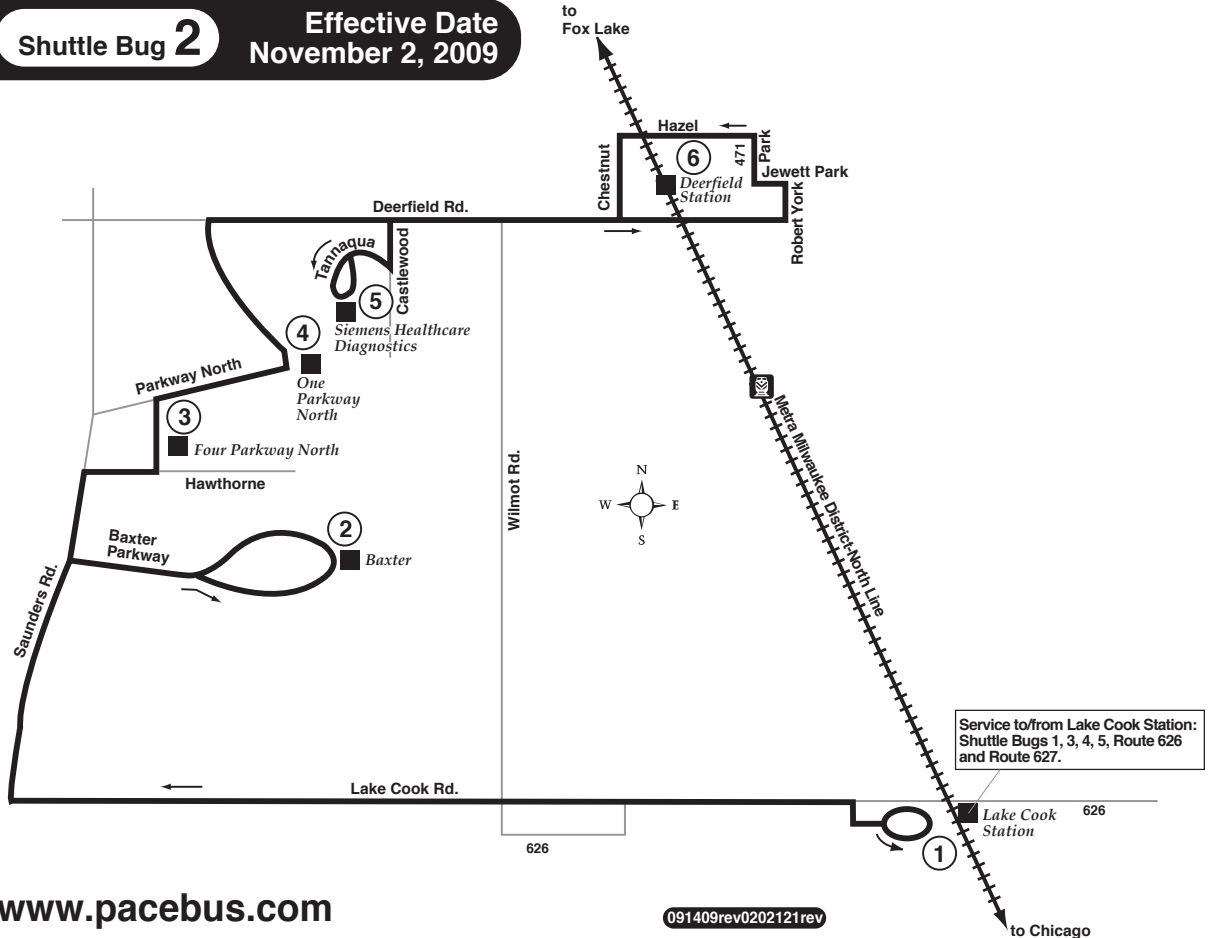 Shuttle Bug 2
Effective Date
November 2, 2009
to
Fox Lake
Hazel
Park
471
Chestnut
6
Deerfield
Station
Jewett Park
Robert York
Deerfield Rd.
Tannaqua
Castlewood
5
Siemens Healthcare
Diagnostics
4
One
Parkway
North
Parkway North
3
Four Parkway North
Hawthorne
Wilmot Rd.
Metra Milwaukee District-North Line
N
W
E
S
2
Baxter
Baxter
Parkway
Saunders Rd.
Service to/from Lake Cook Station:
Shuttle Bugs 1, 3, 4, 5, Route 626
and Route 627.
Lake Cook Rd.
Lake Cook
Station
626
626
1
www.pacebus.com
091409rev0202121rev
to Chicago